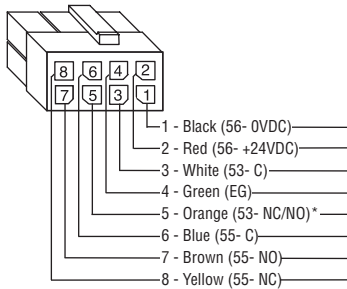 8 6 4 2
7 5 3 1
1 - Black (56- 0VDC)
2 - Red (56- +24VDC)
3 - White (53- C)
4 - Green (EG)
5 - Orange (53- NC/NO)*
6 - Blue (55- C)
7 - Brown (55- NO)
8 - Yellow (55- NC)